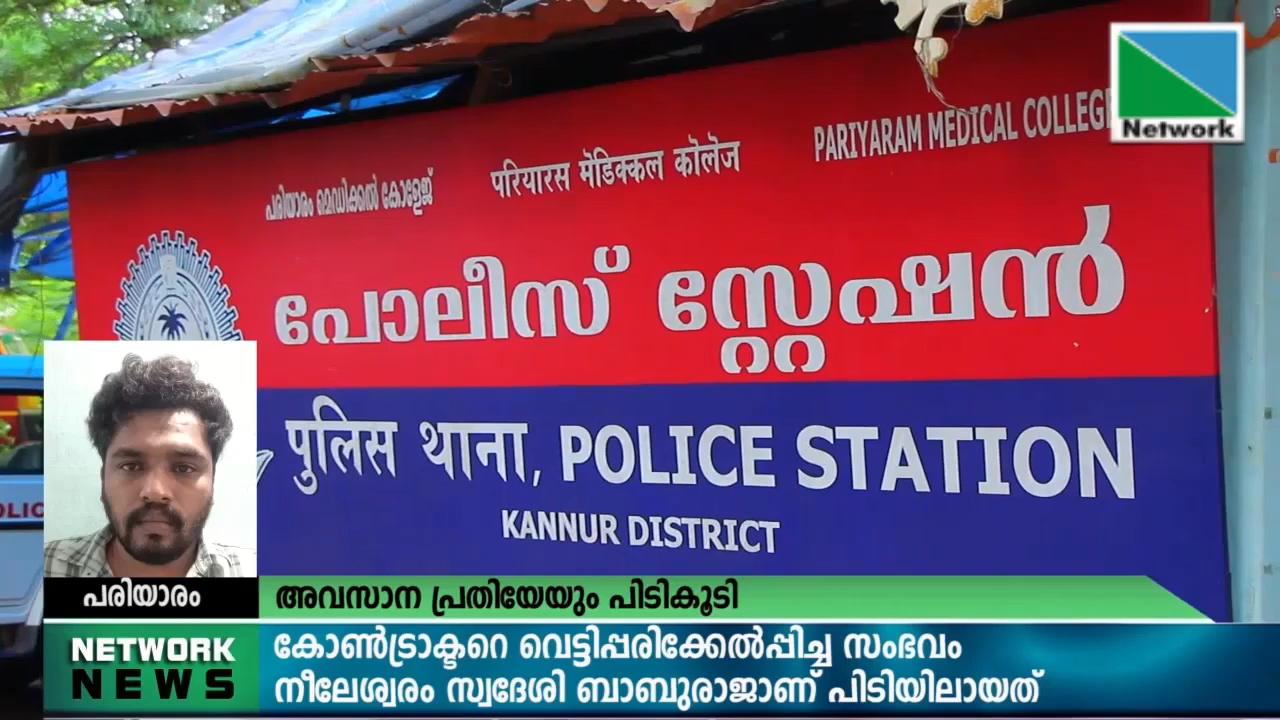 Network
പരിയാരം മെഡിക്കൽ കോളേജ്
परियारस मॆडिक्कल कॊलॆज
PARIYARAM MEDICAL COLLEGE
പോലീസ് സ്റ്റേഷൻ
पुलिस थाना, POLICE STATION
KANNUR DISTRICT
പരിയാരം
അവസാന പ്രതിയേയും പിടികൂടി
NETWORK
NEWS
കോൺട്രാക്ടറെ വെട്ടിപ്പരിക്കേൽപ്പിച്ച സംഭവം
നീലേശ്വരം സ്വദേശി ബാബുരാജാണ് പിടിയിലായത്